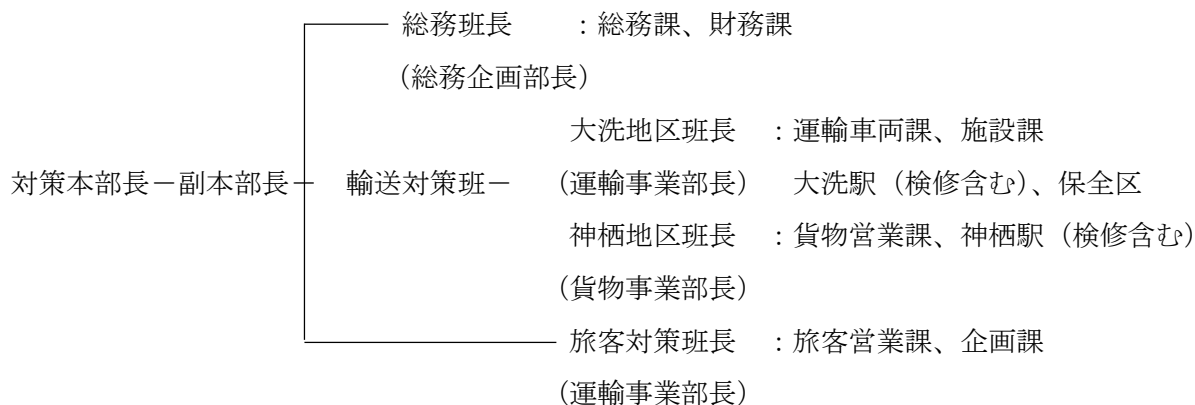 総務班長　：総務課、財務課
（総務企画部長）
大洗地区班長　：運輸車両課、施設課
対策本部長－副本部長－　輸送対策班－　（運輸事業部長）　大洗駅（検修含む）、保全区
神栖地区班長　：貨物営業課、神栖駅（検修含む）
（貨物事業部長）
旅客対策班長　：旅客営業課、企画課
（運輸事業部長）